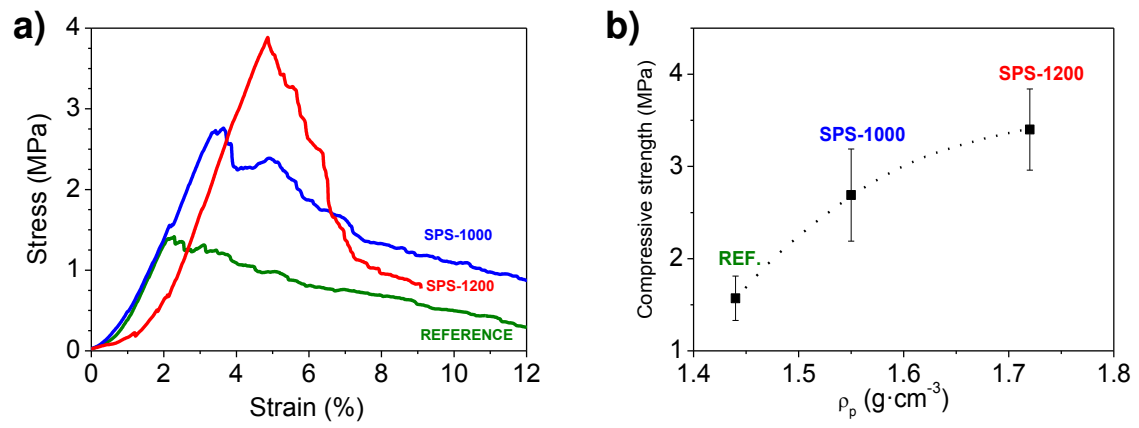 a)
Stress (MPa)
4
3
2
1
0
0 2 4 6 8 10 12
Strain (%)
SPS-1000
SPS-1200
REFERENCE
b)
Compressive strength (MPa)
4
3
2
1
1.4 1.5 1.6 1.7 1.8
ρp (g·cm-3)
SPS-1200
SPS-1000
REF.